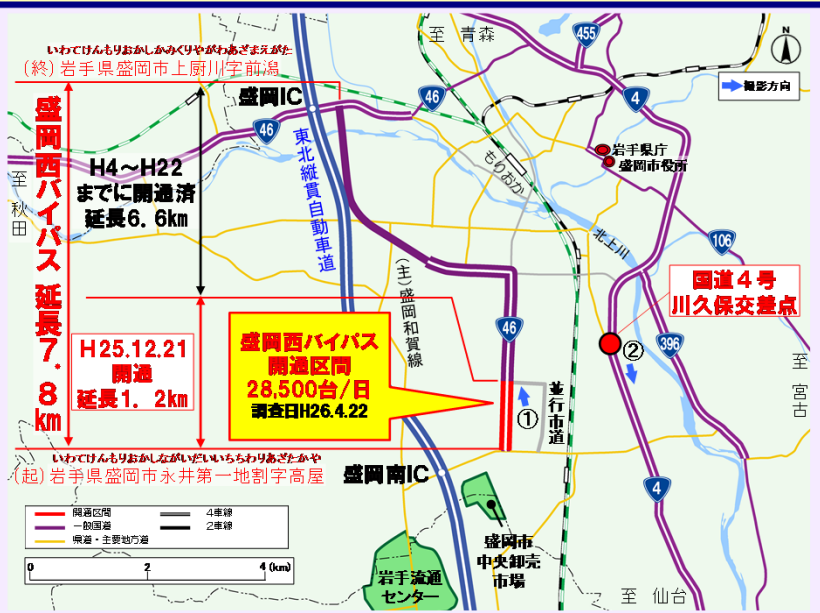 いわてけんもりおかしかみくりやがわあざまえがた
(終)岩手県盛岡市上厨川字前潟
至 青森
455
N
撮影方向
盛岡IC
46
4
46
岩手県庁
盛岡市役所
盛岡西バイパス 延長7.8km
H4～H22
までに開通済
延長6.6km
東北縦貫自動車道
もりおか
至 秋田
北上川
106
(主)盛岡和賀線
国道4号
川久保交差点
H25.12.21
開通
延長1.2km
盛岡西バイパス
開通区間
28,500台/日
調査日H26.4.22
46
②
396
至 宮古
①
並行市道
いわてけんもりおかしながいだいいちちわりあざたかや
(起)岩手県盛岡市永井第一地割字高屋
盛岡南IC
4
開通区間
4車線
一般国道
2車線
県道・主要地方道
0 2 4(km)
盛岡市
中央卸売
市場
岩手流通
センター
至 仙台